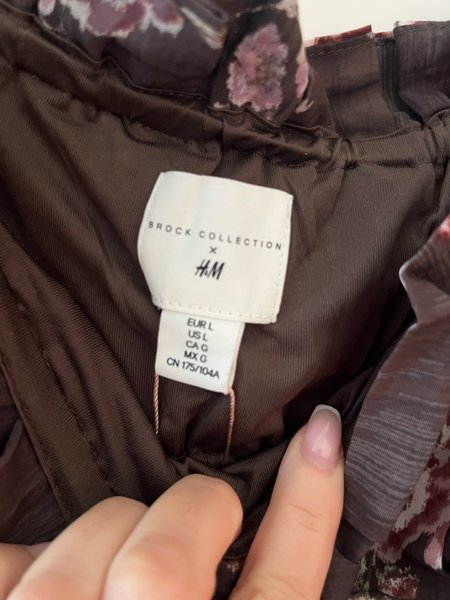 BROCK COLLECTION
×
H&M
EUR L
US L
CA G
MX G
CN 175/104A